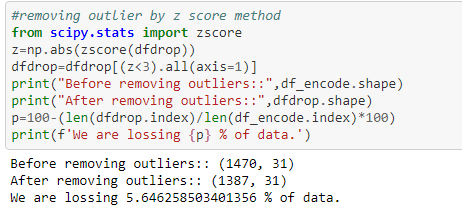 #removing outlier by z score method
from scipy.stats import zscore
z=np.abs(zscore(dfdrop))
dfdrop=dfdrop[(z<3).all(axis=1)]
print("Before removing outliers::",df_encode.shape)
print("After removing outliers::",dfdrop.shape)
p=100-(len(dfdrop.index)/len(df_encode.index)*100)
print(f'We are lossing {p} % of data.')
Before removing outliers:: (1470, 31)
After removing outliers:: (1387, 31)
We are lossing 5.646258503401356 % of data.